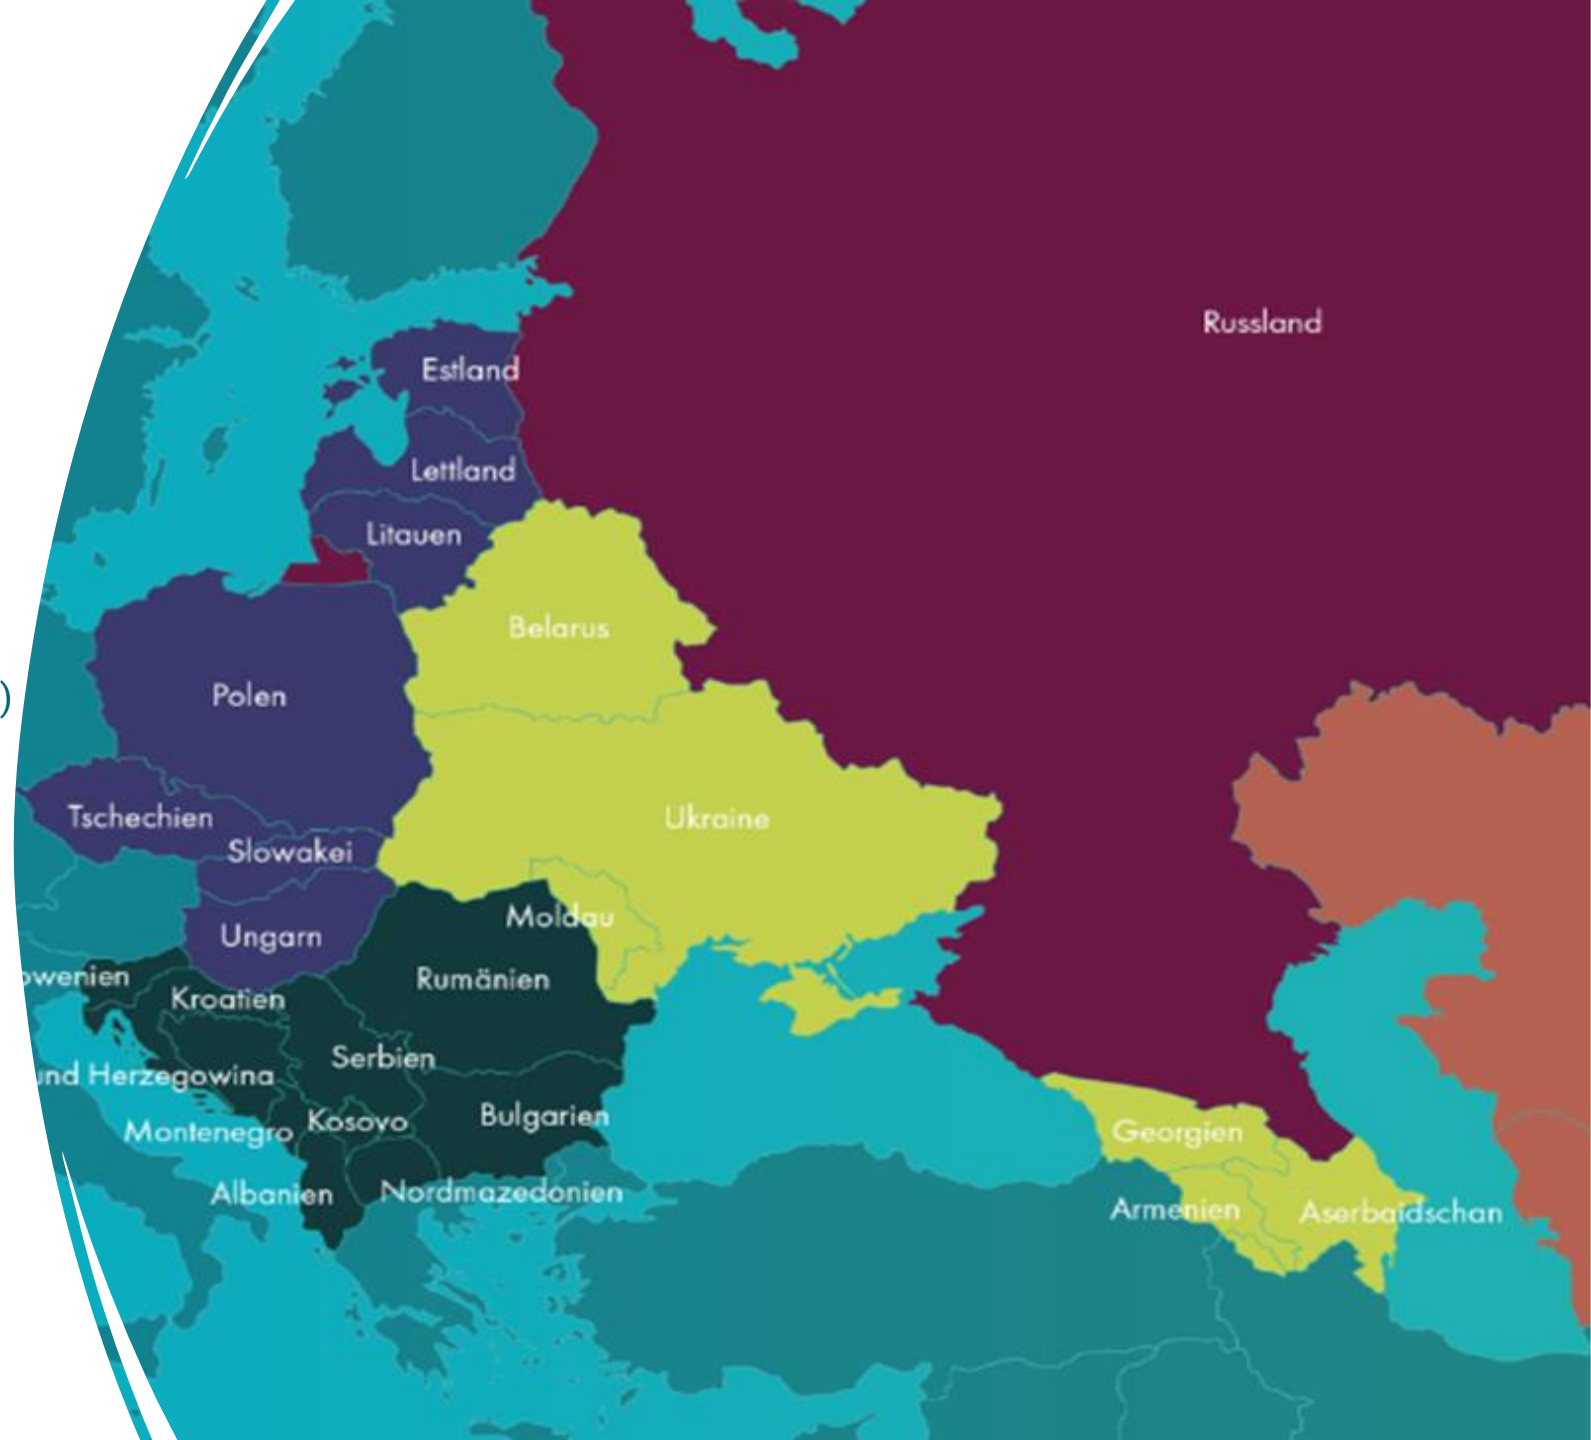 Russland
Estland
Lettland
Litauen
Belarus
)
Polen
Tschechien
Ukraine
Slowakei
Moldau
Ungarn
owenien
Rumänien
Kroatien
Serbien
und Herzegowina
Kosovo
Bulgarien
Montenegro
Georgien
Albanien
Nordmazedonien
Armenien
Aserbaidschan